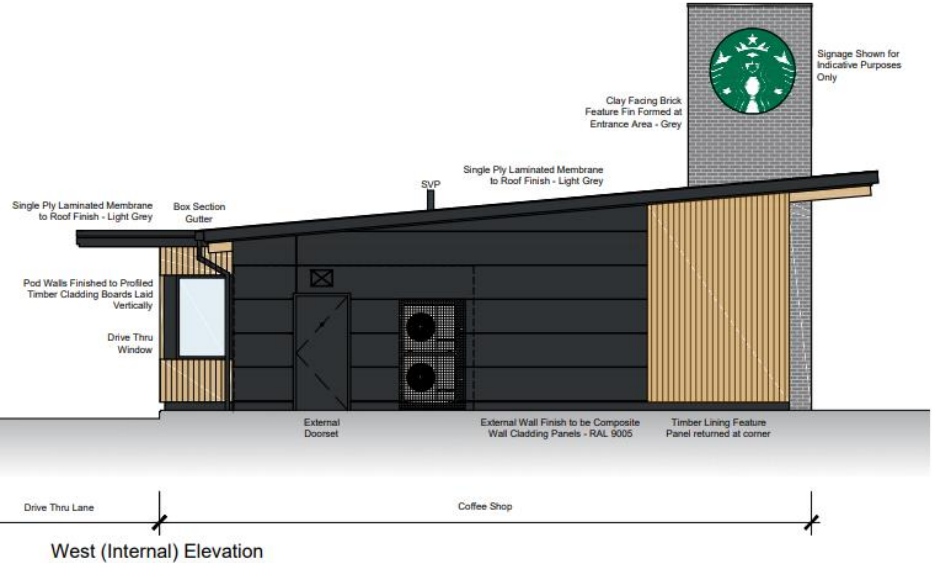 Signage Shown for
Indicative Purposes
Only
Clay Facing Brick
Feature Fin Formed at
Entrance Area - Grey
Single Ply Laminated Membrane
to Roof Finish - Light Grey
SVP
Single Ply Laminated Membrane
to Roof Finish - Light Grey
Box Section
Gutter
Pod Walls Finished to Profiled
Timber Cladding Boards Laid
Vertically
Drive Thru
Window
External
Doorset
External Wall Finish to be Composite
Wall Cladding Panels - RAL 9005
Timber Lining Feature
Panel returned at corner
Drive Thru Lane
Coffee Shop
West (Internal) Elevation